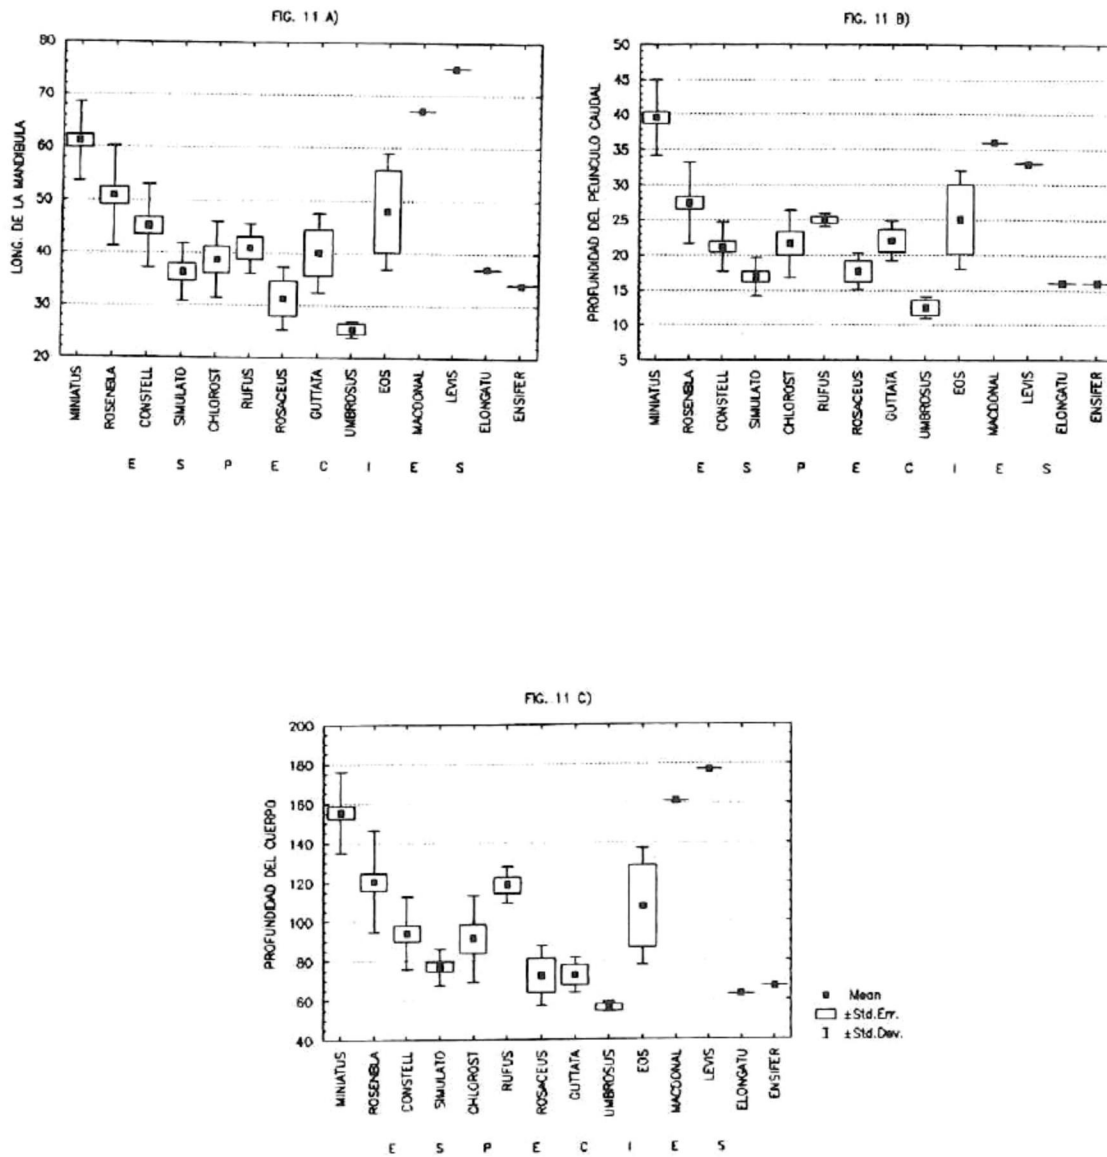 FIG. 11 A)
LONG. DE LA MANDIBULA
80
70
60
50
40
30
20
MINIATUS
ROSENBLA
CONSTELL
SIMULATO
CHLOROST
RUFUS
ROSACEUS
GUTTATA
UMBROSUS
EOS
MACDONAL
LEVIS
ELONGATU
ENSIFER
E S P E C I E S
FIG. 11 B)
PROFUNDIDAD DEL PEUNCULO CAUDAL
50
45
40
35
30
25
20
15
10
5
MINIATUS
ROSENBLA
CONSTELL
SIMULATO
CHLOROST
RUFUS
ROSACEUS
GUTTATA
UMBROSUS
EOS
MACDONAL
LEVIS
ELONGATU
ENSIFER
E S P E C I E S
FIG. 11 C)
PROFUNDIDAD DEL CUERPO
200
180
160
140
120
100
80
60
40
MINIATUS
ROSENBLA
CONSTELL
SIMULATO
CHLOROST
RUFUS
ROSACEUS
GUTTATA
UMBROSUS
EOS
MACDONAL
LEVIS
ELONGATU
ENSIFER
E S P E C I E S
Mean
±Std.Err.
±Std.Dev.